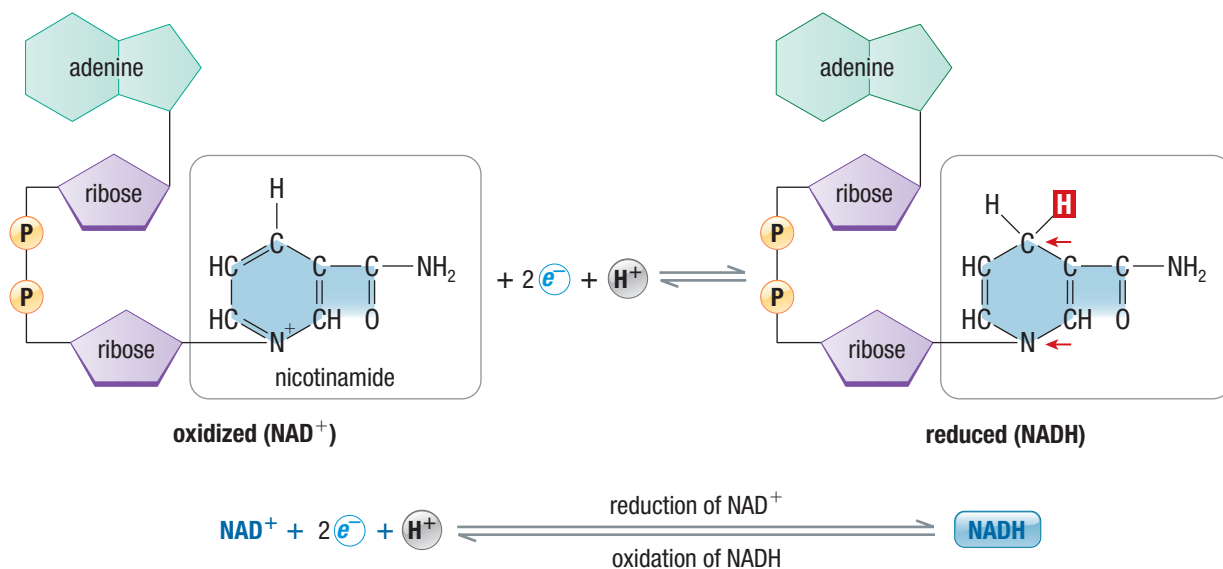 adenine
adenine
ribose
ribose
H
H H
P
P
HC C C C NH₂
+ 2 e⁻ + H⁺
HC C C C NH₂
P
P
HC N⁺ CH O
HC N CH O
ribose
ribose
nicotinamide
oxidized (NAD⁺)
reduced (NADH)
reduction of NAD⁺
NAD⁺ + 2 e⁻ + H⁺
NADH
oxidation of NADH